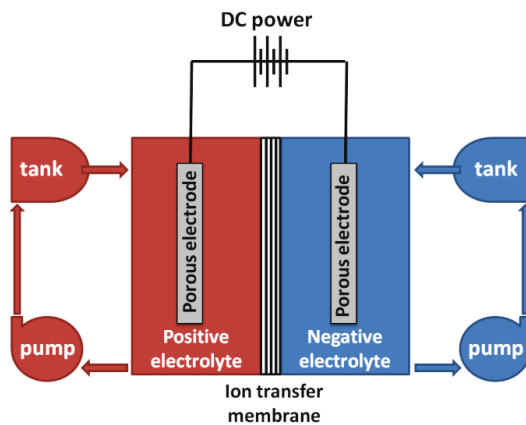 DC power
tank
Porous electrode
Porous electrode
tank
pump
Positive
electrolyte
Negative
electrolyte
pump
Ion transfer
membrane